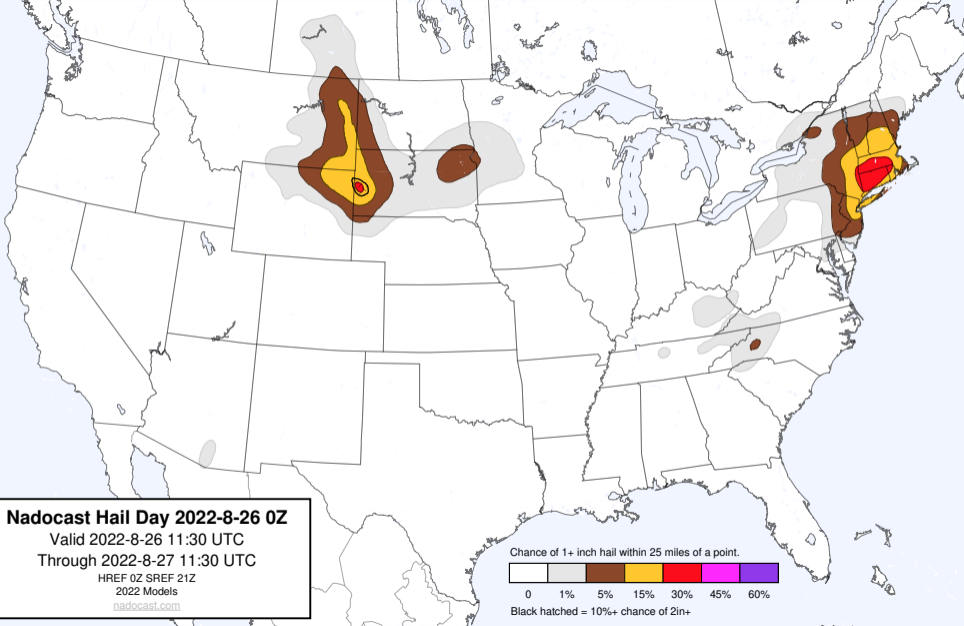 Nadocast Hail Day 2022-8-26 0Z
Valid 2022-8-26 11:30 UTC
Through 2022-8-27 11:30 UTC
HREF 0Z SREF 21Z
2022 Models
nadocast.com
Chance of 1+ inch hail within 25 miles of a point.
0 1% 5% 15% 30% 45% 60%
Black hatched = 10%+ chance of 2in+